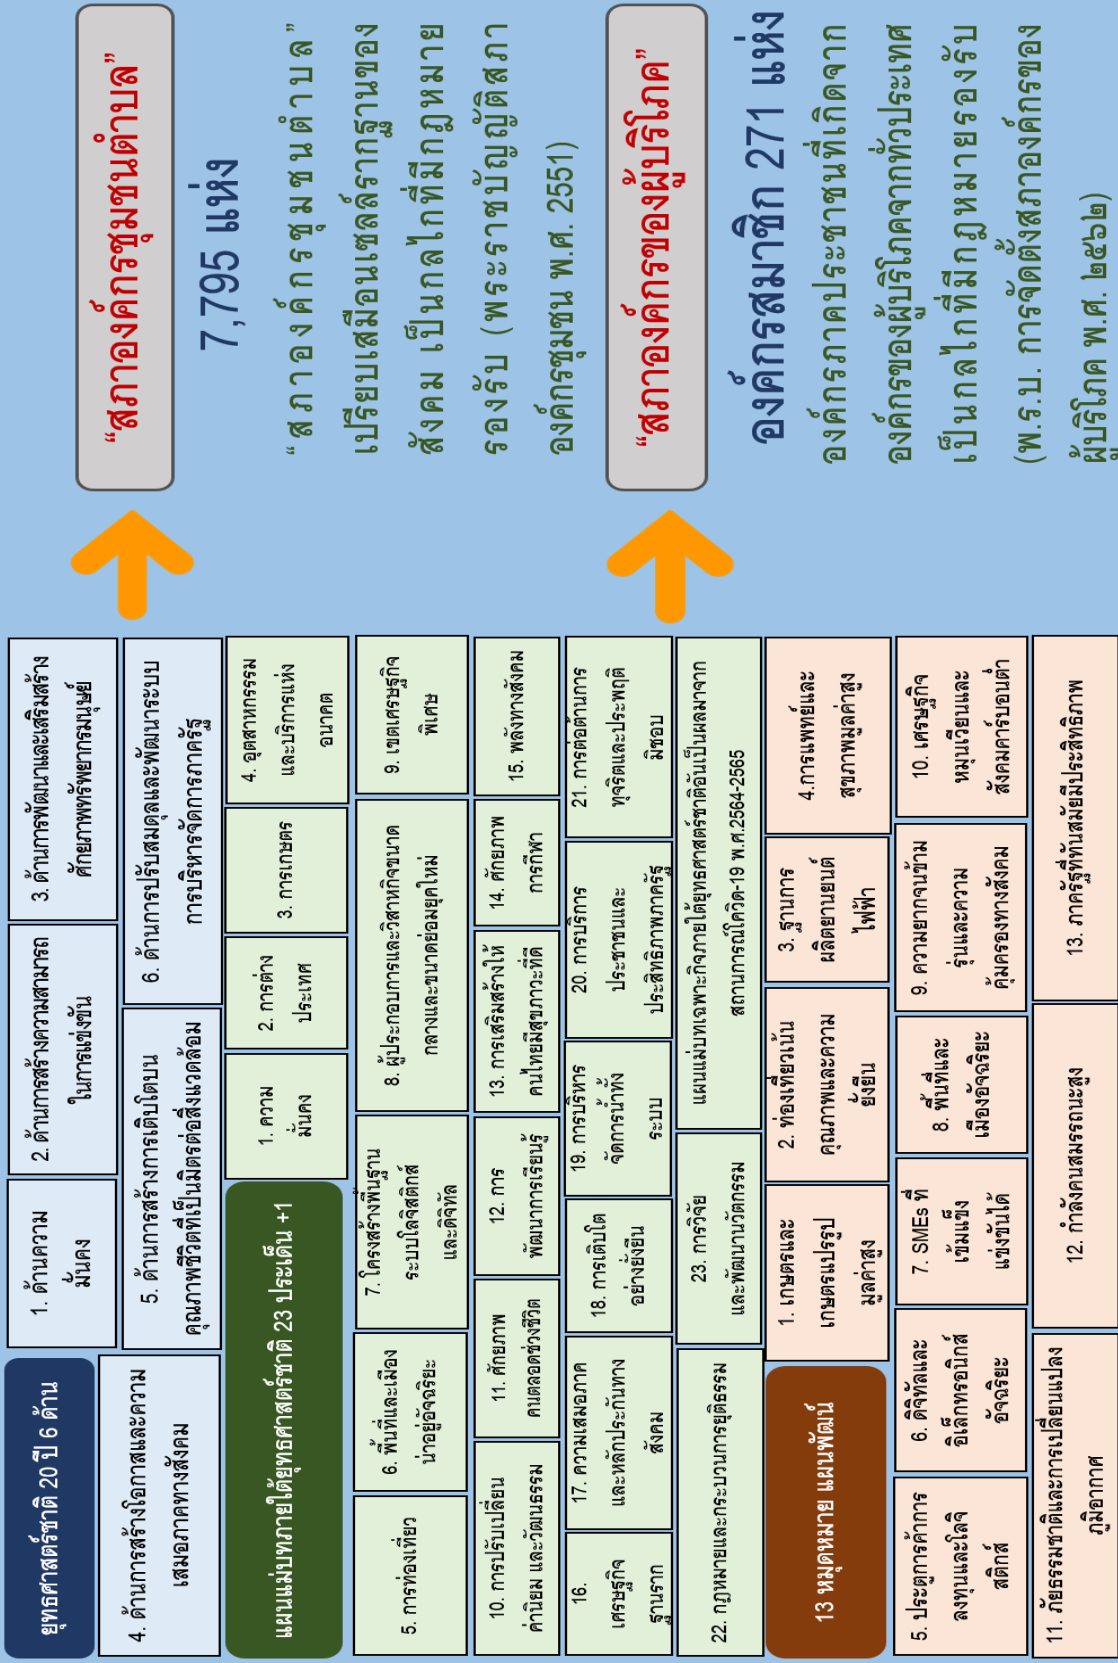 ยุทธศาสตร์ชาติ 20 ปี 6 ด้าน
1. ด้านความ
มั่นคง
2. ด้านการสร้างความสามารถ
ในการแข่งขัน
3. ด้านการพัฒนาและเสริมสร้าง
ศักยภาพทรัพยากรมนุษย์
4. ด้านการสร้างโอกาสและความ
เสมอภาคทางสังคม
5. ด้านการสร้างการเติบโตบน
คุณภาพชีวิตที่เป็นมิตรต่อสิ่งแวดล้อม
6. ด้านการปรับสมดุลและพัฒนาระบบ
การบริหารจัดการภาครัฐ
แผนแม่บทภายใต้ยุทธศาสตร์ชาติ 23 ประเด็น +1
1. ความ
มั่นคง
2. การต่าง
ประเทศ
3. การเกษตร
4. อุตสาหกรรรม
และบริการแห่ง
อนาคต
5. การท่องเที่ยว
6. พื้นที่และเมือง
น่าอยู่อัจฉริยะ
7. โครงสร้างพื้นฐาน
ระบบโลจิสติกส์
และดิจิทัล
8. ผู้ประกอบการและวิสาหกิจขนาด
กลางและขนาดย่อมยุคใหม่
9. เขตเศรษฐกิจ
พิเศษ
10. การปรับเปลี่ยน
ค่านิยม และวัฒนธรรม
11. ศักยภาพ
คนตลอดช่วงชีวิต
12. การ
พัฒนาการเรียนรู้
13. การเสริมสร้างให้
คนไทยมีสุขภาวะที่ดี
14. ศักยภาพ
การกีฬา
15. พลังทางสังคม
16.
เศรษฐกิจ
ฐานราก
17. ความเสมอภาค
และหลักประกันทาง
สังคม
18. การเติบโต
อย่างยั่งยืน
19. การบริหาร
จัดการน้ำทั้ง
ระบบ
20. การบริการ
ประชาชนและ
ประสิทธิภาพภาครัฐ
21. การต่อต้านการ
ทุจริตและประพฤติ
มิชอบ
22. กฎหมายและกระบวนการยุติธรรม
23. การวิจัย
และพัฒนานวัตกรรม
แผนแม่บทเฉพาะกิจภายใต้ยุทธศาสตร์ชาติอันเป็นผลมาจาก
สถานการณ์โควิด-19 พ.ศ.2564-2565
13 หมุดหมาย แผนพัฒน์
1. เกษตรและ
เกษตรแปรรูป
มูลค่าสูง
2. ท่องเที่ยวเน้น
คุณภาพและความ
ยั่งยืน
3. ฐานการ
ผลิตยานยนต์
ไฟฟ้า
4.การแพทย์และ
สุขภาพมูลค่าสูง
5. ประตูการค้าการ
ลงทุนและโลจิ
สติกส์
6. ดิจิทัลและ
อิเล็กทรอนิกส์
อัจฉริยะ
7. SMEs ที่
เข้มแข็ง
แข่งขันได้
8. พื้นที่และ
เมืองอัจฉริยะ
9. ความยากจนข้าม
รุ่นและความ
คุ้มครองทางสังคม
10. เศรษฐกิจ
หมุนเวียนและ
สังคมคาร์บอนต่ำ
11. ภัยธรรมชาติและการเปลี่ยนแปลง
ภูมิอากาศ
12. กำลังคนสมรรถนะสูง
13. ภาครัฐที่ทันสมัยมีประสิทธิภาพ
“สภาองค์กรชุมชนตำบล”
7,795 แห่ง
“สภาองค์กรชุมชนตำบล”
เปรียบเสมือนเซลล์รากฐานของ
สังคม เป็นกลไกที่มีกฎหมาย
รองรับ (พระราชบัญญัติสภา
องค์กรชุมชน พ.ศ. 2551)
“สภาองค์กรของผู้บริโภค”
องค์กรสมาชิก 271 แห่ง
องค์กรภาคประชาชนที่เกิดจาก
องค์กรของผู้บริโภคจากทั่วประเทศ
เป็นกลไกที่มีกฎหมายรองรับ
(พ.ร.บ. การจัดตั้งสภาองค์กรของ
ผู้บริโภค พ.ศ. ๒๕๖๒)